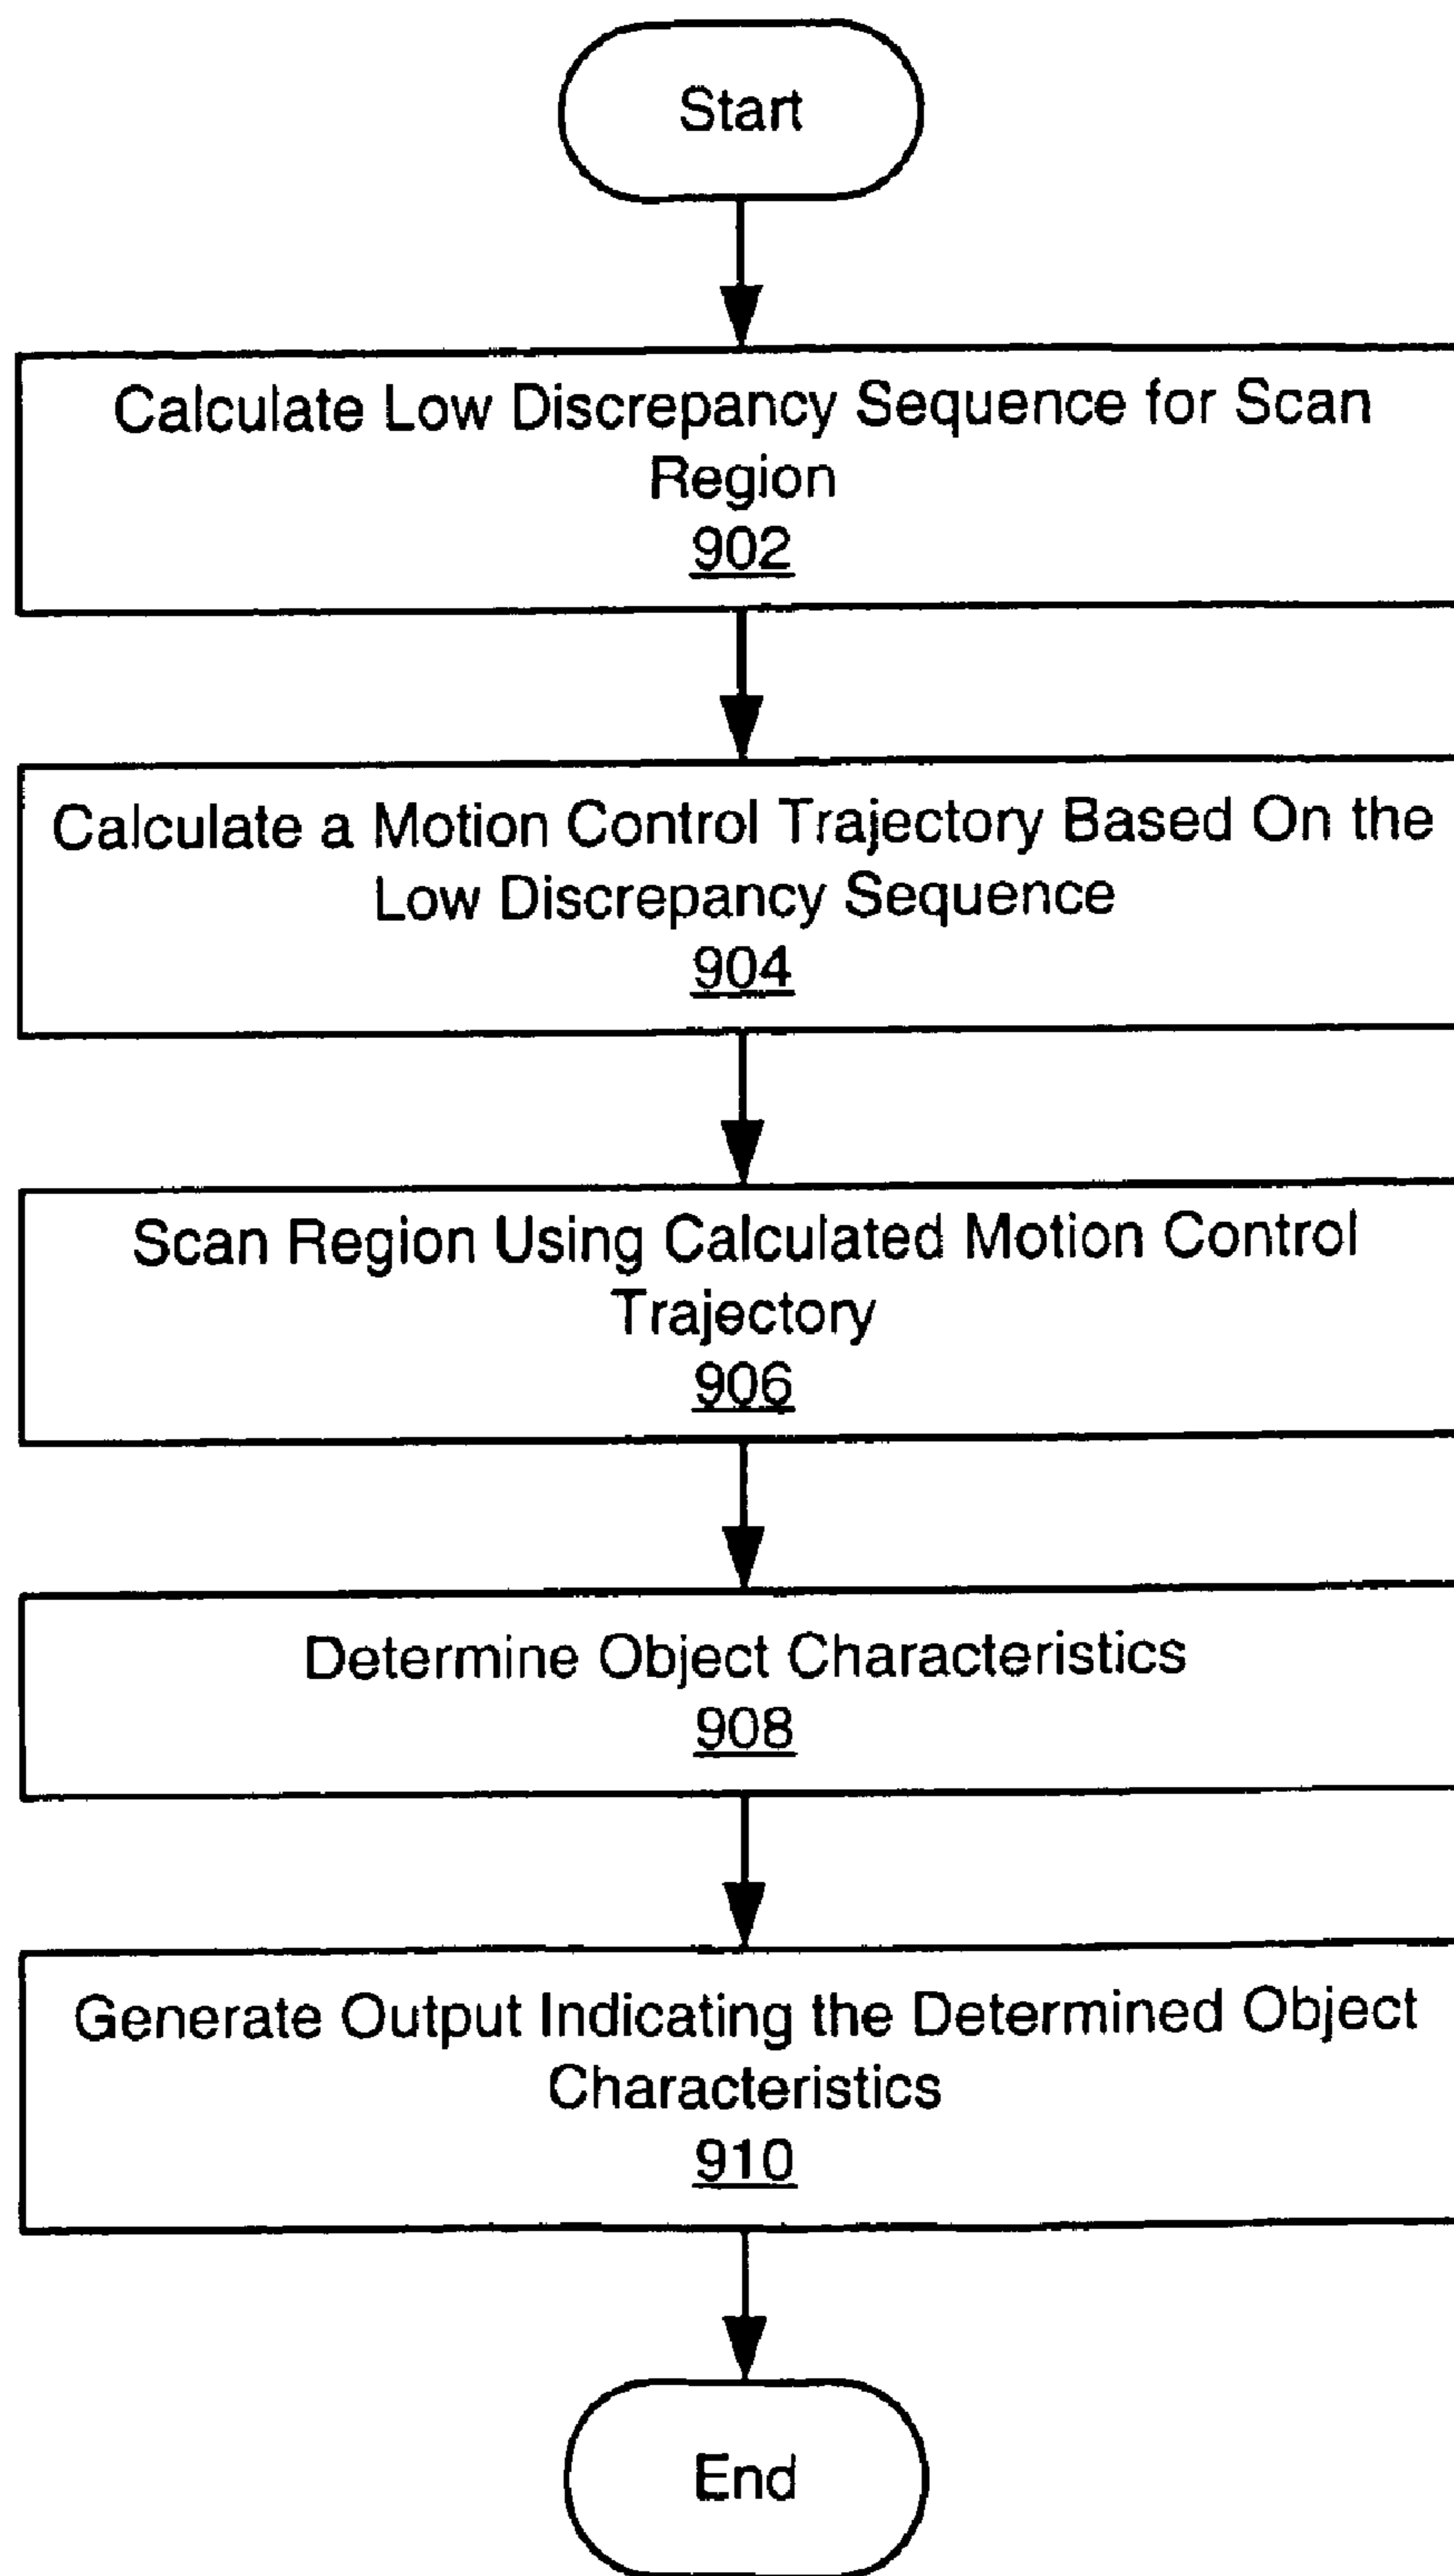 Start
Calculate Low Discrepancy Sequence for Scan
Region
902
Calculate a Motion Control Trajectory Based On the
Low Discrepancy Sequence
904
Scan Region Using Calculated Motion Control
Trajectory
906
Determine Object Characteristics
908
Generate Output Indicating the Determined Object
Characteristics
910
End